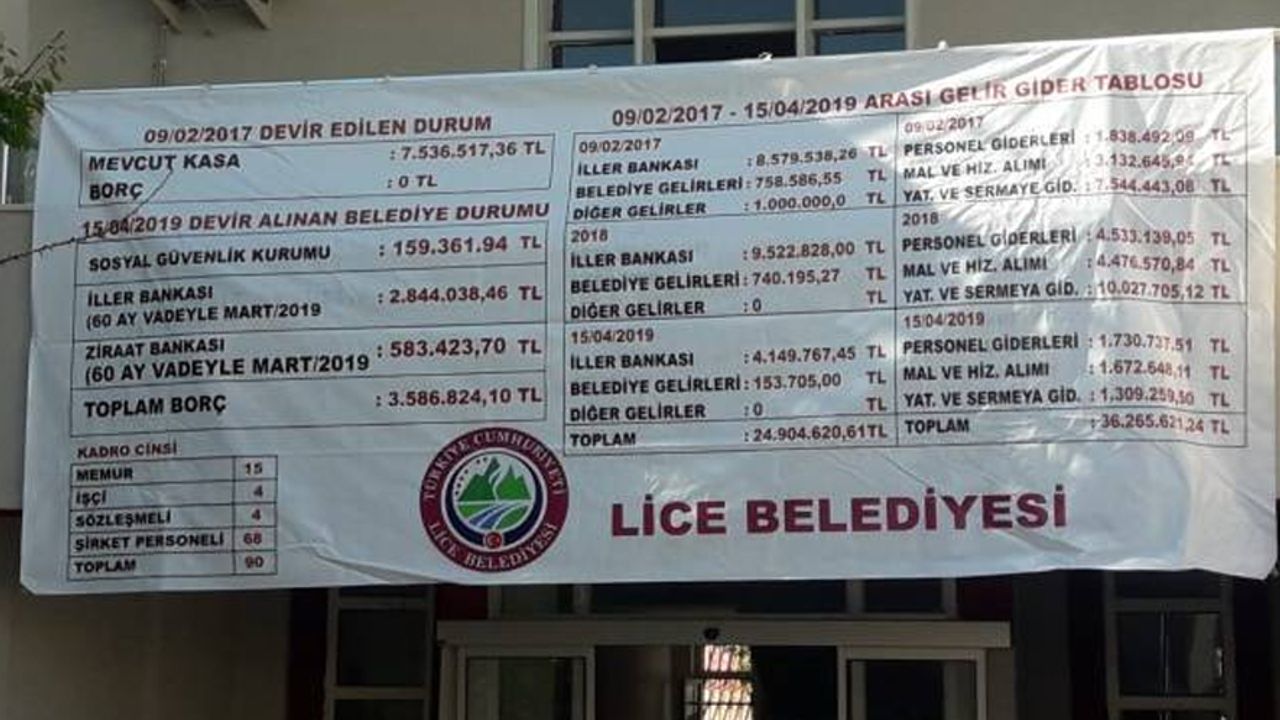 09/02/2017 DEVİR EDİLEN DURUM
MEVCUT KASA : 7.536.517,36 TL
BORÇ : 0 TL
15/04/2019 DEVİR ALINAN BELEDİYE DURUMU
SOSYAL GÜVENLİK KURUMU : 159.361.94 TL
İLLER BANKASI
(60 AY VADEYLE MART/2019 : 2.844.038,46 TL
ZİRAAT BANKASI
(60 AY VADEYLE MART/2019 : 583.423,70 TL
TOPLAM BORÇ : 3.586.824,10 TL
KADRO CİNSİ
MEMUR 15
İŞÇİ 4
SÖZLEŞMELİ 4
ŞİRKET PERSONELİ 68
TOPLAM 90
09/02/2017 - 15/04/2019 ARASI GELİR GİDER TABLOSU
09/02/2017
İLLER BANKASI : 8.579.538,26 TL
BELEDİYE GELİRLERİ : 758.586,55 TL
DİĞER GELİRLER : 1.000.000,0 TL
2018
İLLER BANKASI : 9.522.828,00 TL
BELEDİYE GELİRLERİ : 740.195,27
DİĞER GELİRLER : 0 TL
15/04/2019
İLLER BANKASI : 4.149.767,45 TL
BELEDİYE GELİRLERİ : 153.705,00 TL
DİĞER GELİRLER : 0 TL
TOPLAM : 24.904.620,61TL
09/02/2017
PERSONEL GİDERLERİ : 1.838.492,09 TL
MAL VE HİZ. ALIMI : 3.132.645,94 TL
YAT. VE SERMAYE GİD. : 7.544.443,08 TL
2018
PERSONEL GİDERLERİ : 4.533.139,05 TL
MAL VE HİZ. ALIMI : 4.476.570,84 TL
YAT. VE SERMEYA GİD. : 10.027.705,12 TL
15/04/2019
PERSONEL GİDERLERİ : 1.730.737,51 TL
MAL VE HİZ. ALIMI : 1.672.648,11 TL
YAT. VE SERMEYA GİD. : 1.309.259,50 TL
TOPLAM : 36.265.621,24 TL
TÜRKİYE CUMHURİYETİ
LİCE BELEDİYESİ
LİCE BELEDİYESİ